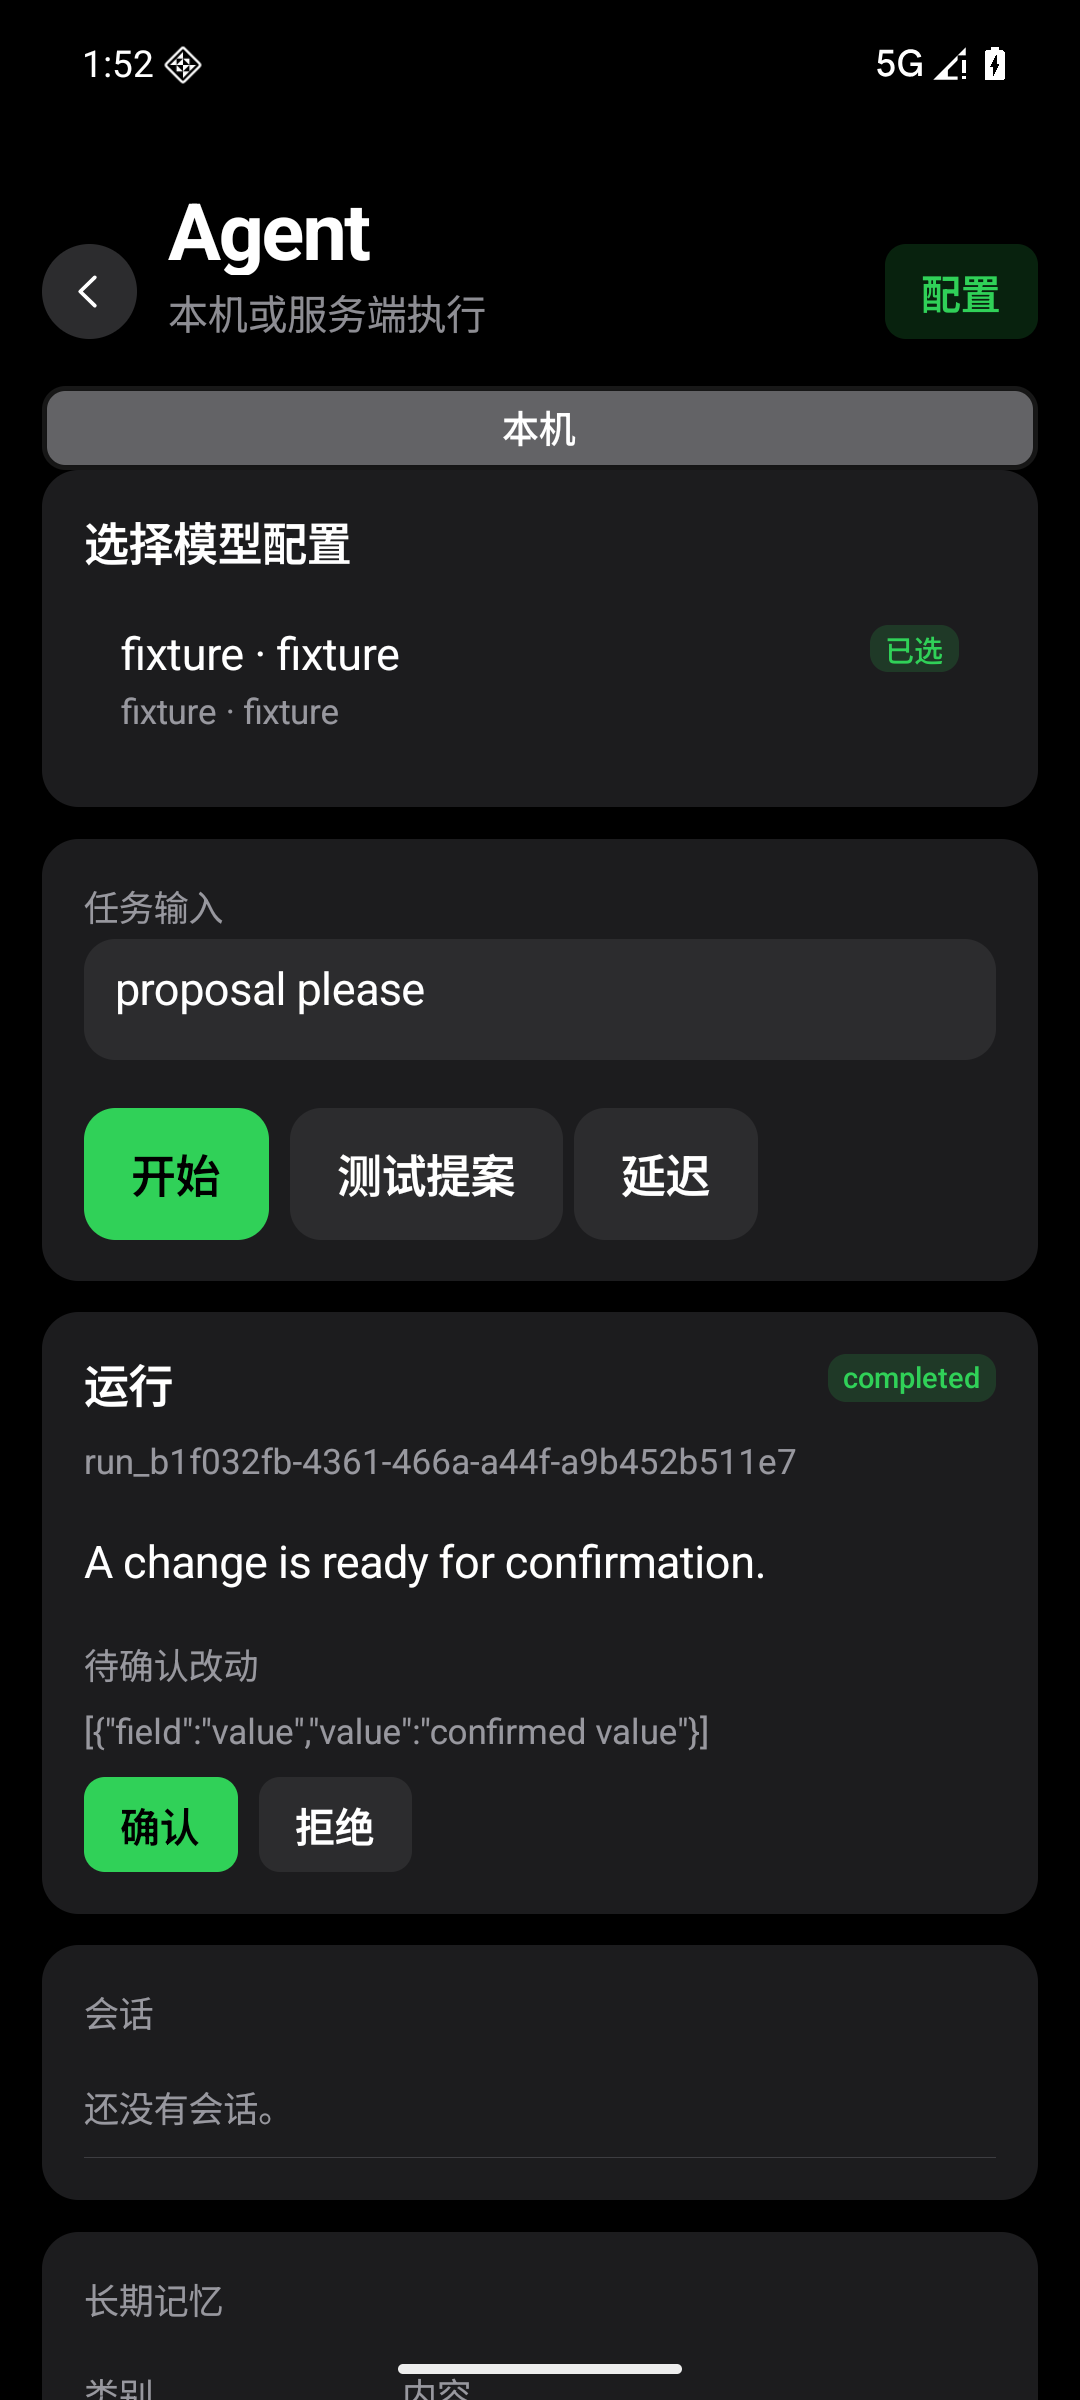 1:52
5G
Agent
本机或服务端执行
配置
本机
选择模型配置
fixture · fixture
已选
fixture · fixture
任务输入
proposal please
开始
测试提案
延迟
运行
completed
run_b1f032fb-4361-466a-a44f-a9b452b511e7
A change is ready for confirmation.
待确认改动
[{"field":"value","value":"confirmed value"}]
确认
拒绝
会话
还没有会话。
长期记忆
类别
内容